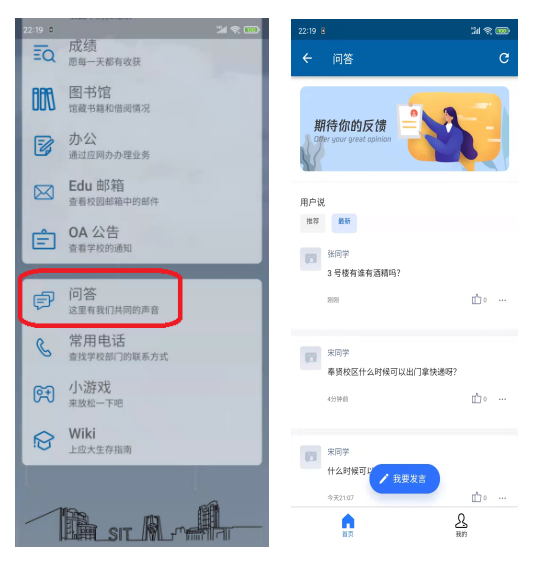 22:19
成绩
愿每一天都有收获
图书馆
馆藏书籍和借阅情况
办公
通过应网办办理业务
Edu 邮箱
查看校园邮箱中的邮件
OA 公告
查看学校的通知
问答
这里有我们共同的声音
常用电话
查找学校部门的联系方式
小游戏
来放松一下吧
Wiki
上应大生存指南
SIT
22:19
问答
期待你的反馈
Offer your great opinion
用户说
推荐
最新
张同学
3 号楼有谁有酒精吗?
刚刚
0
宋同学
奉贤校区什么时候可以出门拿快递呀?
4分钟前
0
宋同学
什么时候可以
我要发言
今天21:07
0
首页
我的